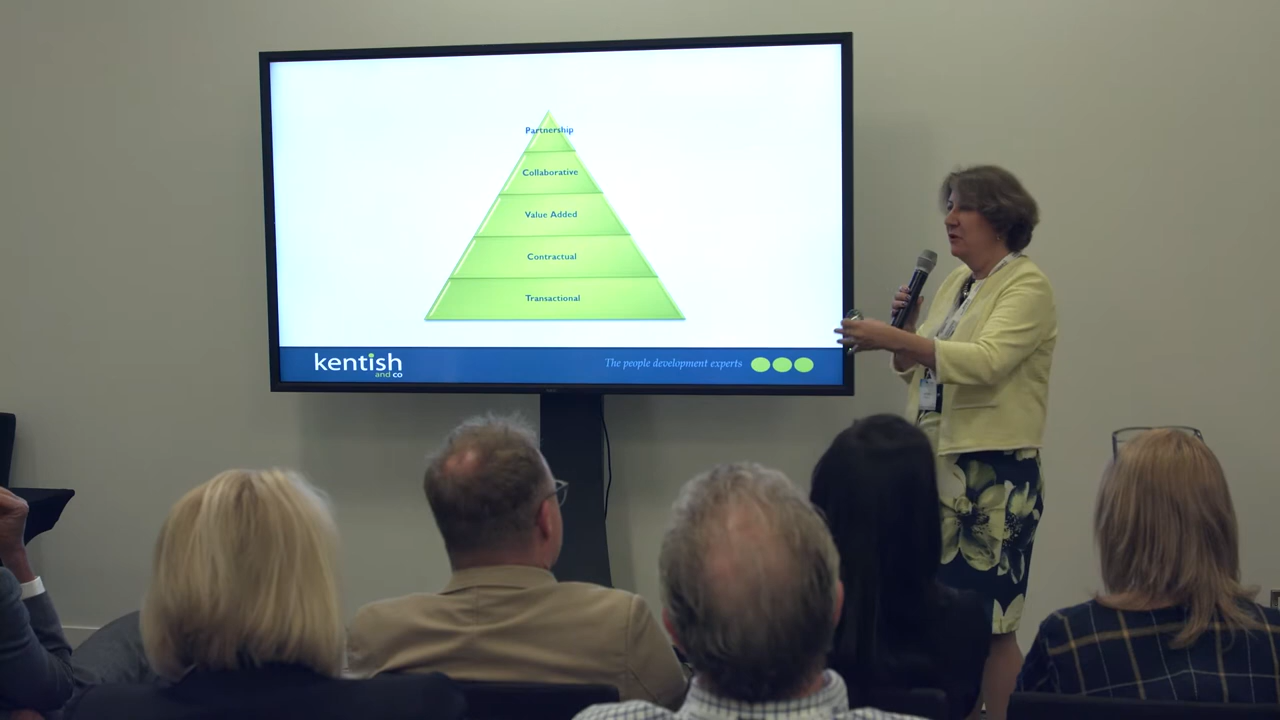 Partnership
Collaborative
Value Added
Contractual
Transactional
kentish
and co
The people development experts